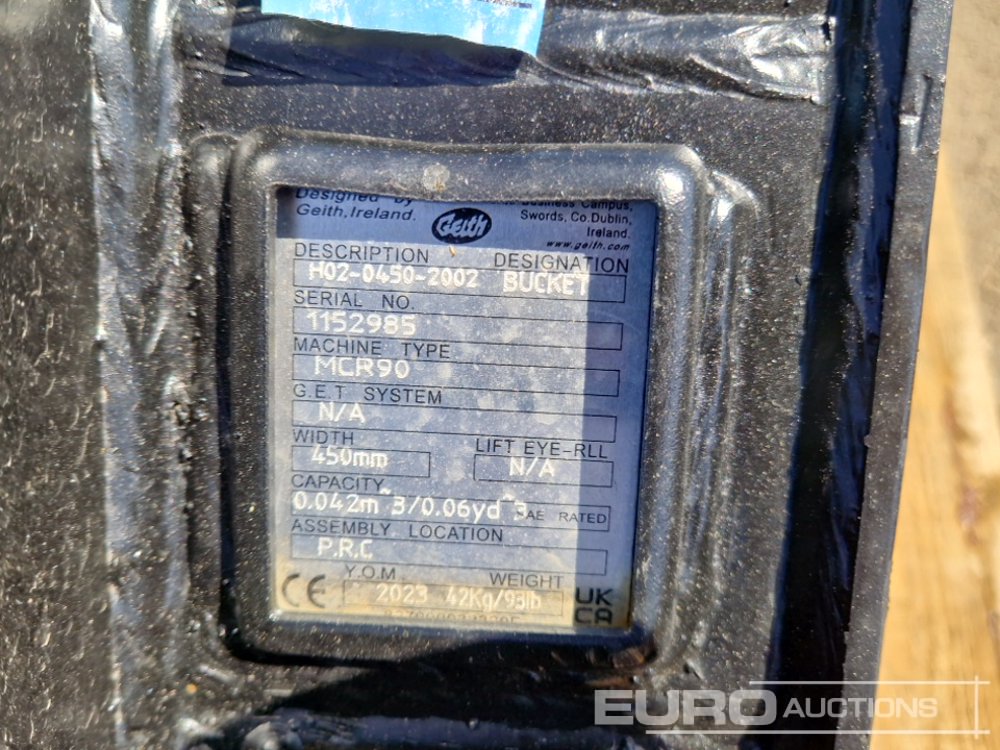 Designed by
Geith, Ireland.
Geith
Business Campus,
Swords, Co.Dublin,
Ireland.
www.geith.com
DESCRIPTION DESIGNATION
H02-0450-2002 BUCKET
SERIAL NO.
1152985
MACHINE TYPE
MCR90
G.E.T SYSTEM
N/A
WIDTH LIFT EYE-RLL
450mm N/A
CAPACITY
0.042m^3/0.06yd^3 SAE RATED
ASSEMBLY LOCATION
P.R.C
Y.O.M WEIGHT
CE 2023 42Kg/93lb UK
CA
EURO AUCTIONS